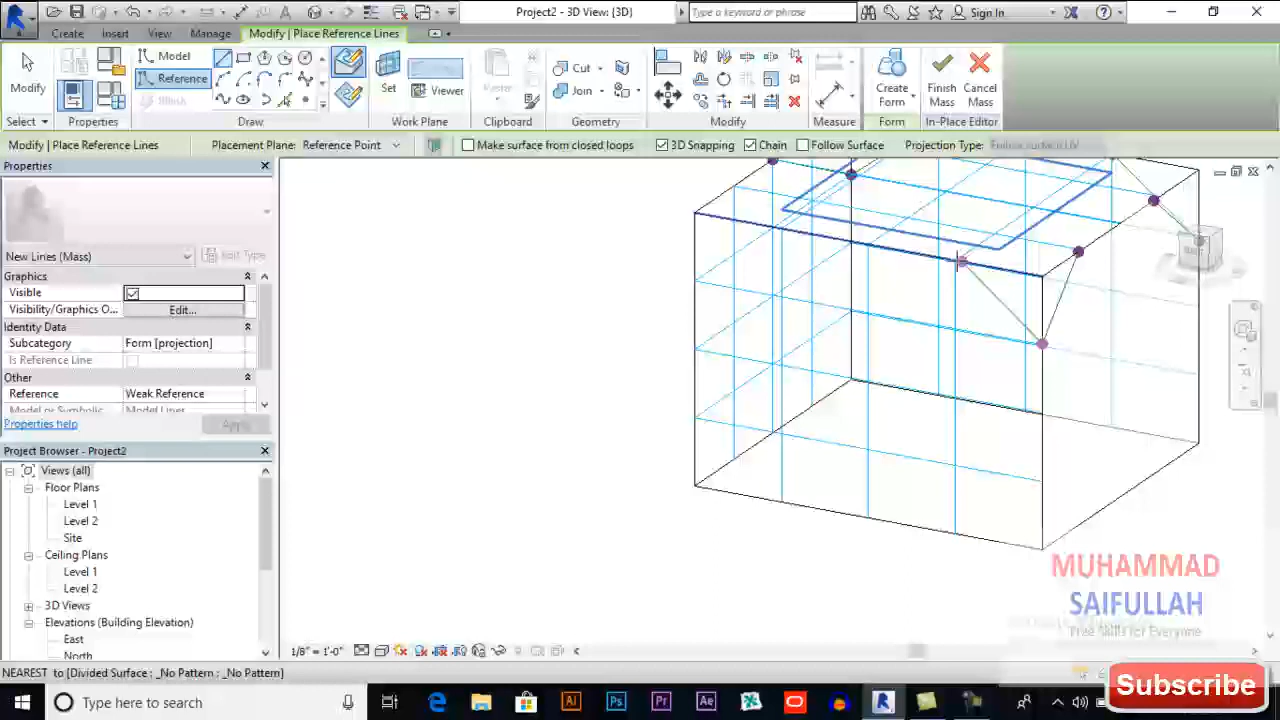 Project2 - 3D View: {3D}
Type a keyword or phrase
Sign In
Create
Insert
View
Manage
Modify | Place Reference Lines
Modify
Model
Reference
Set
Viewer
Cut
Join
Create
Form
Finish
Mass
Cancel
Mass
Select
Properties
Draw
Work Plane
Clipboard
Geometry
Modify
Measure
Form
In-Place Editor
Modify | Place Reference Lines
Placement Plane: Reference Point
Make surface from closed loops
3D Snapping
Chain
Follow Surface
Projection Type:
Follow surface UV
Properties
New Lines (Mass)
Edit Type
Graphics
Visible
Visibility/Graphics O...
Edit...
Identity Data
Subcategory
Form [projection]
Is Reference Line
Other
Reference
Weak Reference
Properties help
Apply
Project Browser - Project2
Views (all)
Floor Plans
Level 1
Level 2
Site
Ceiling Plans
Level 1
Level 2
3D Views
Elevations (Building Elevation)
East
North
MUHAMMAD
SAIFULLAH
Free Skills for Everyone
1/8" = 1'-0"
NEAREST to [Divided Surface : _No Pattern : _No Pattern]
Subscribe
Type here to search